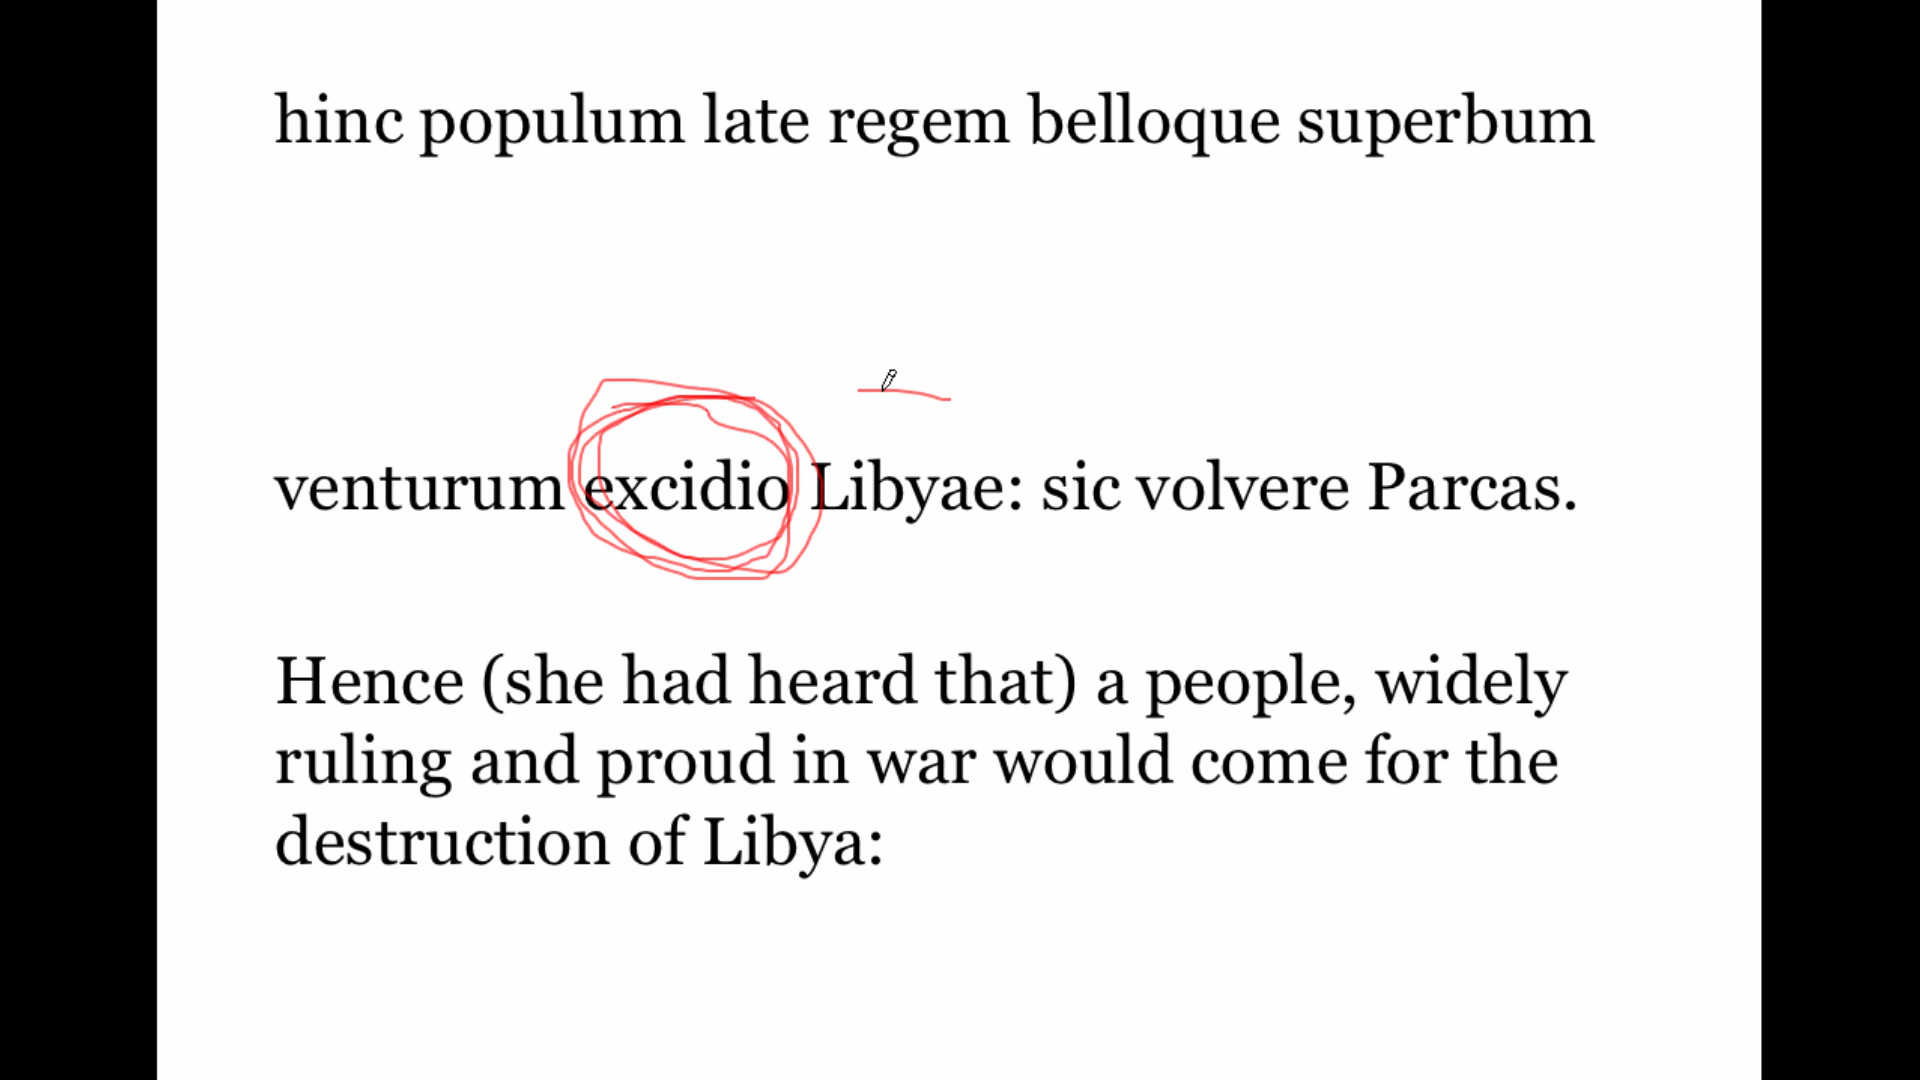 hinc populum late regem belloque superbum
venturum excidio Libyae: sic volvere Parcas.
Hence (she had heard that) a people, widely
ruling and proud in war would come for the
destruction of Libya: